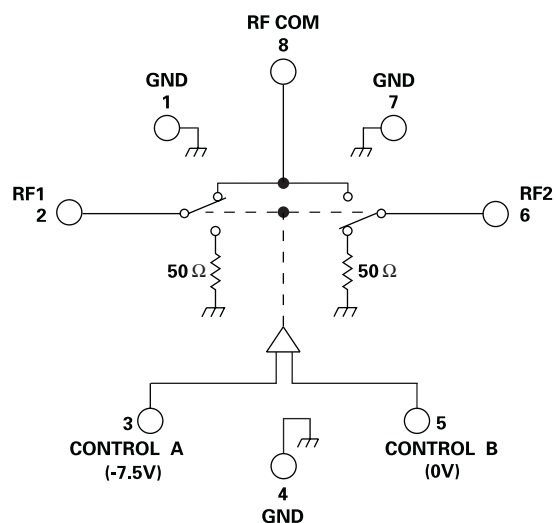 RF COM
8
GND
1
GND
7
RF1
2
RF2
6
50 Ω
50 Ω
3
CONTROL A
(-7.5V)
5
CONTROL B
(0V)
4
GND